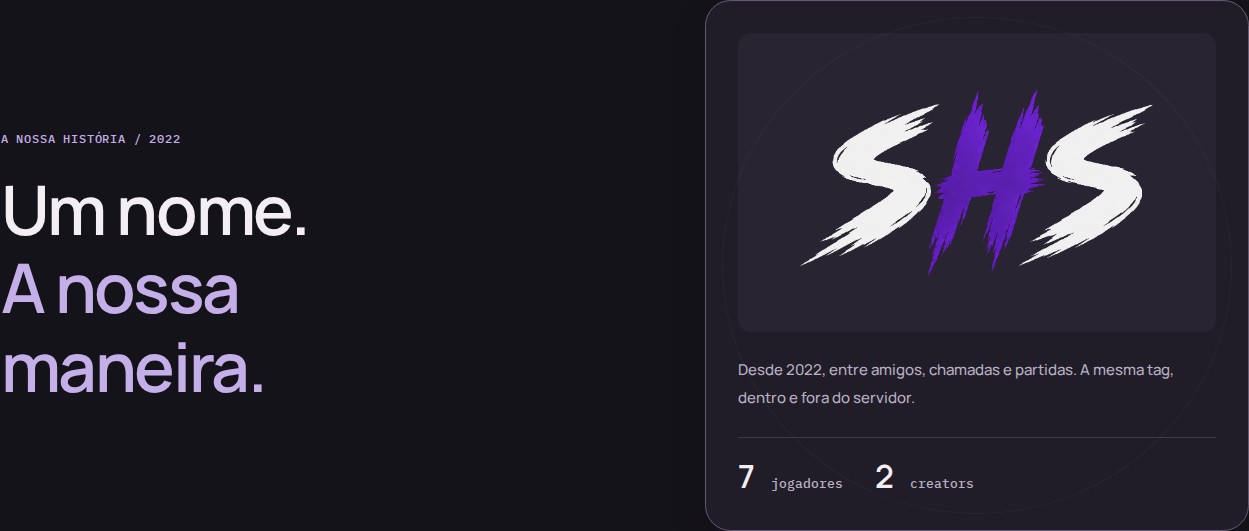 A NOSSA HISTÓRIA / 2022
Um nome.
A nossa
maneira.
SHS
Desde 2022, entre amigos, chamadas e partidas. A mesma tag,
dentro e fora do servidor.
7 jogadores 2 creators